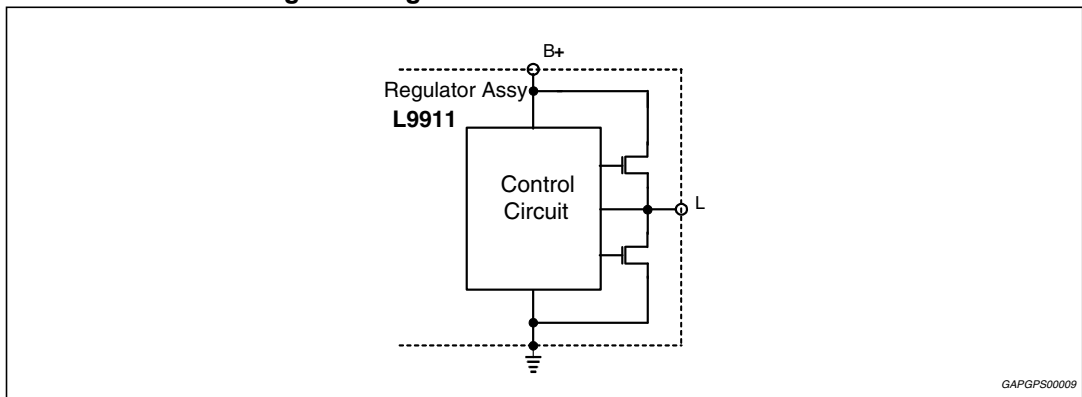 B+
Regulator Assy
L9911
Control
Circuit
L
GAPGPS00009